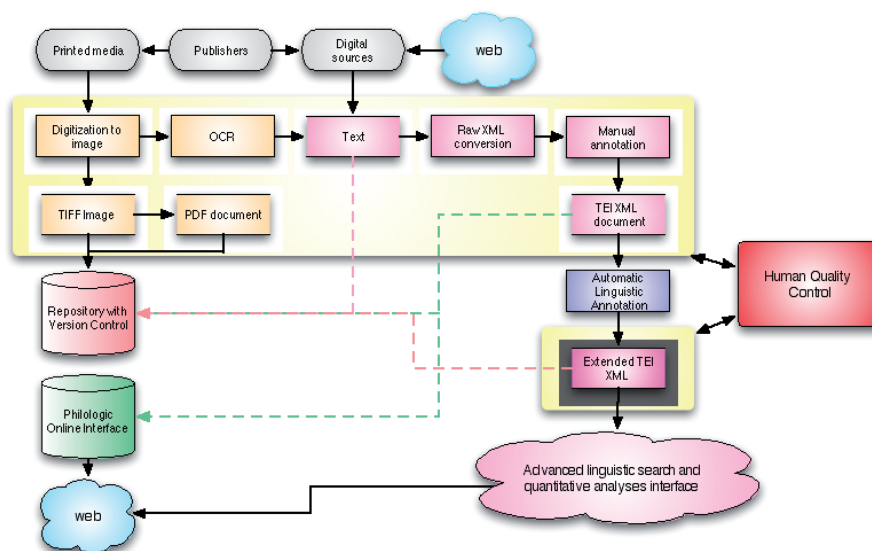 Printed media
Publishers
Digital
sources
web
Digitization to
image
OCR
Text
Raw XML
conversion
Manual
annotation
TIFF Image
PDF document
TEI XML
document
Repository with
Version Control
Automatic
Linguistic
Annotation
Human Quality
Control
Extended TEI
XML
Philologic
Online Interface
Advanced linguistic search and
quantitative analyses interface
web